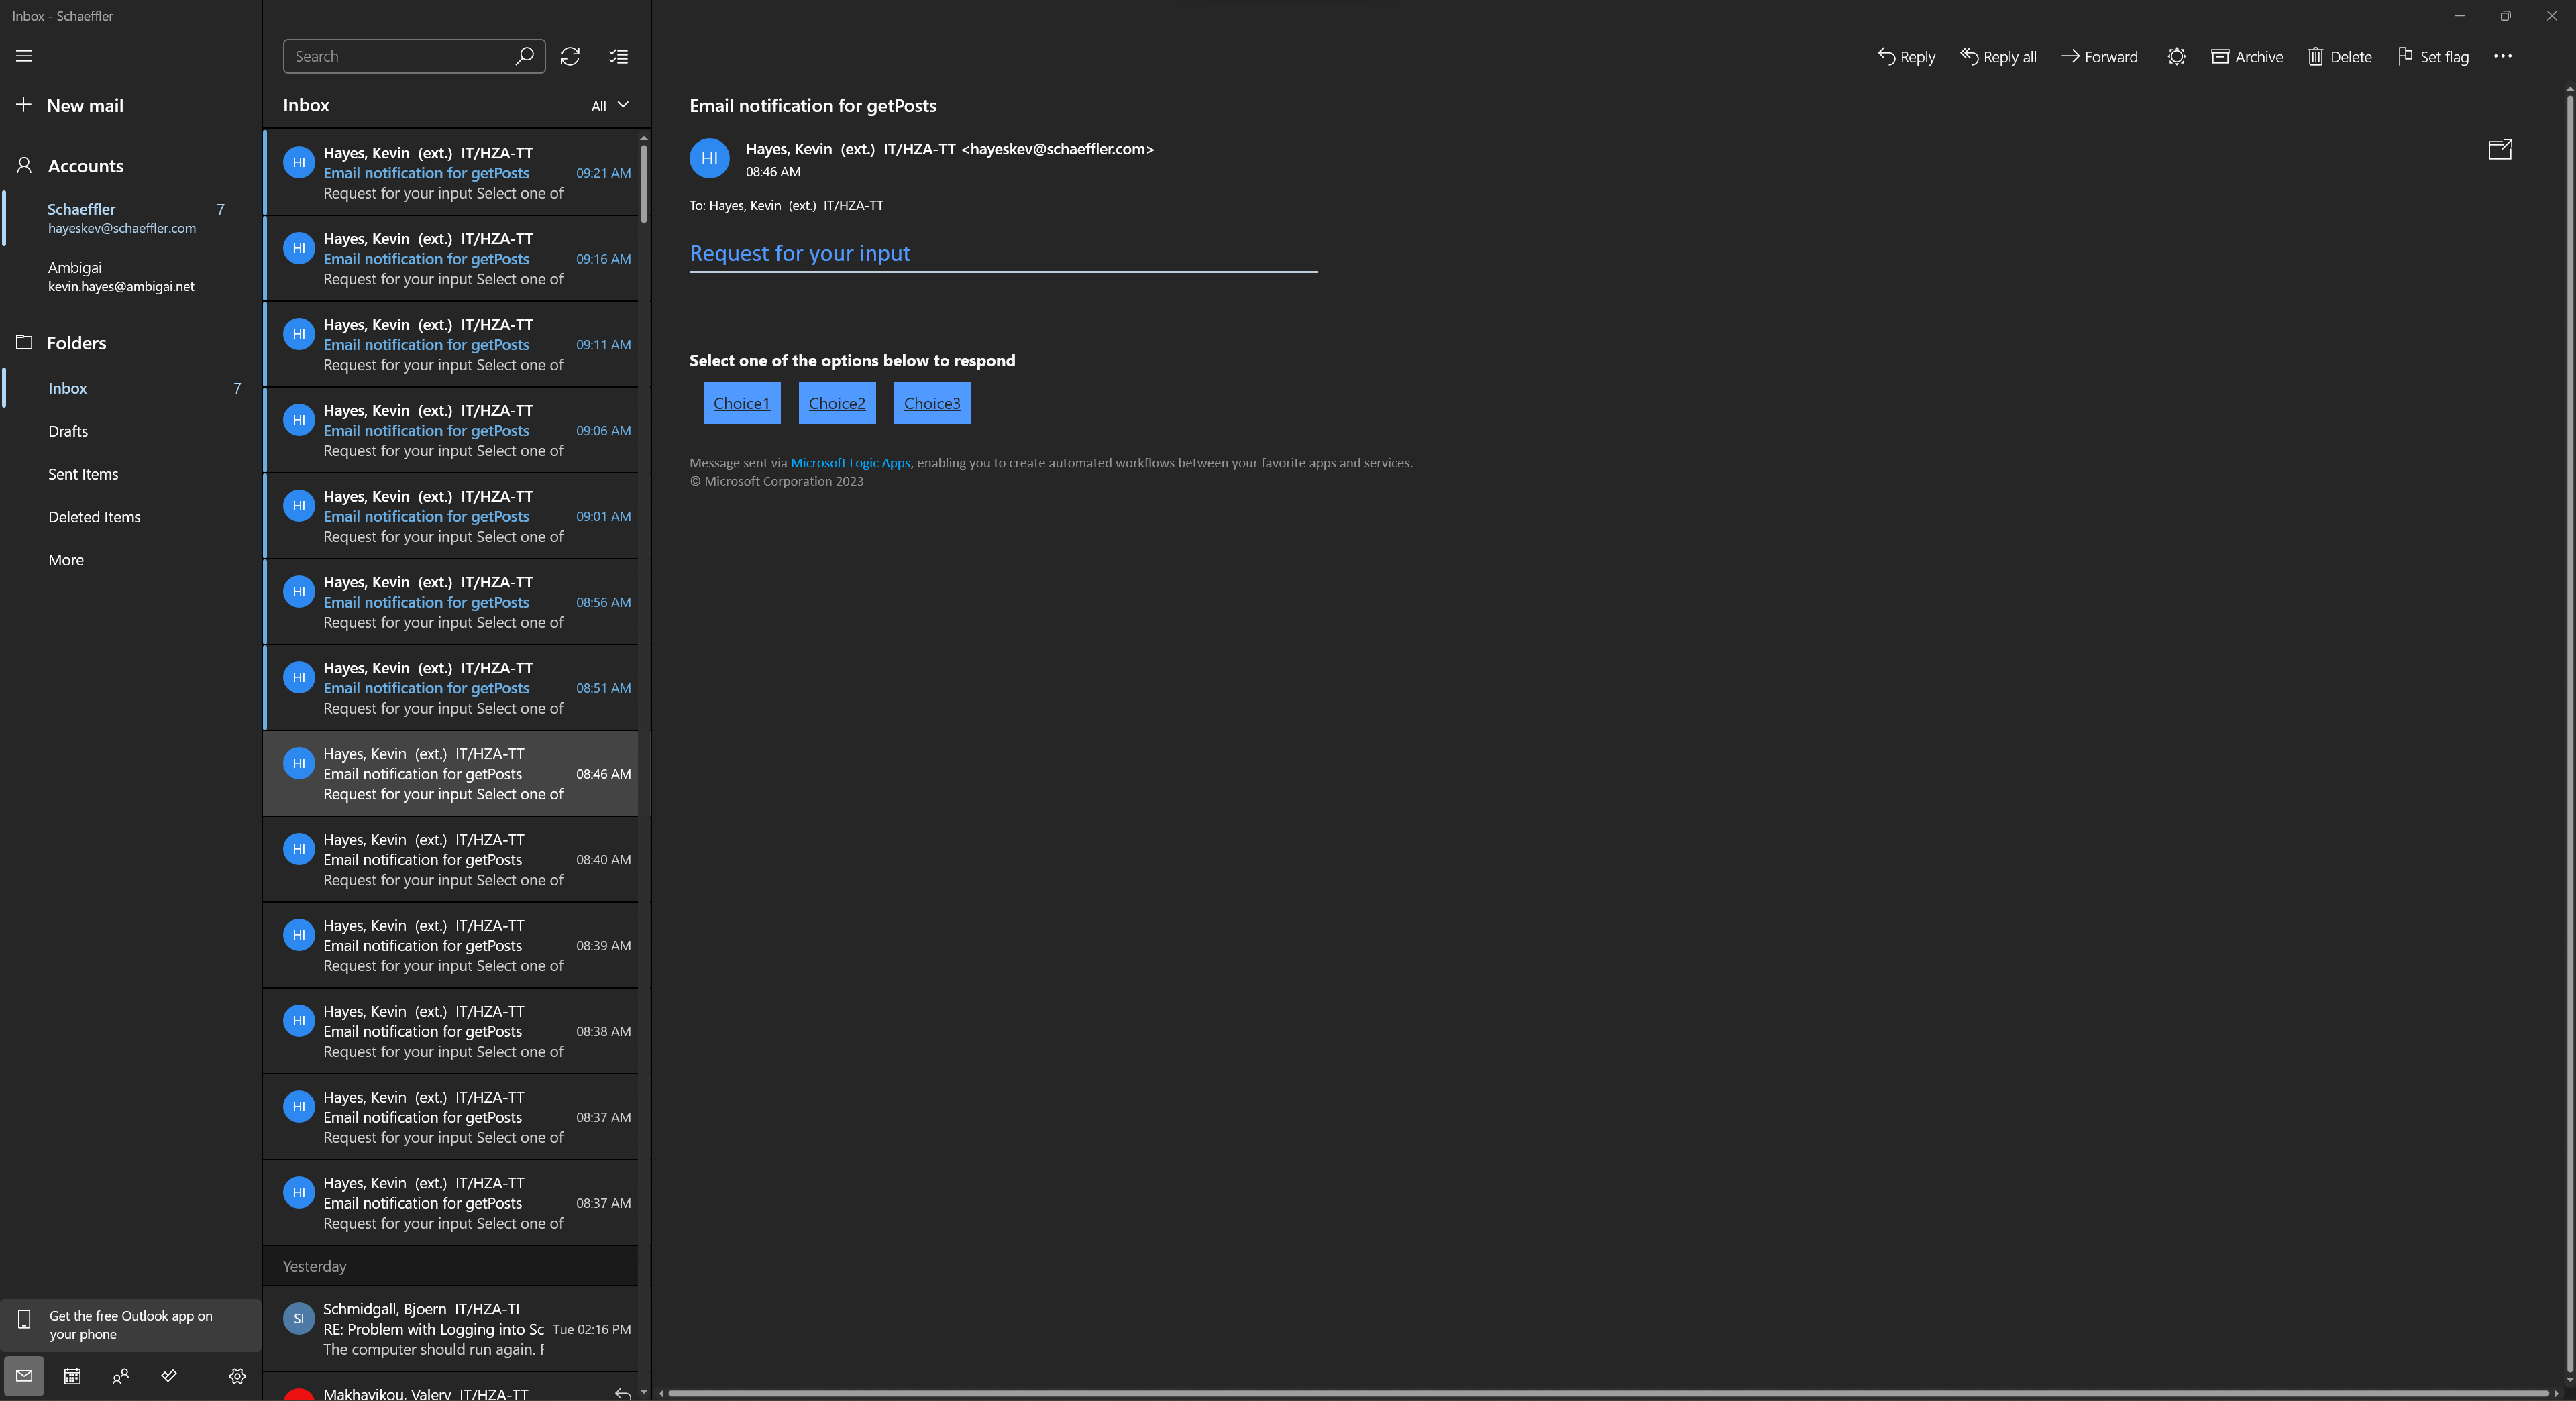 Inbox - Schaeffler
New mail
Accounts
Schaeffler 7
hayeskev@schaeffler.com
Ambigai
kevin.hayes@ambigai.net
Folders
Inbox 7
Drafts
Sent Items
Deleted Items
More
Get the free Outlook app on
your phone
Search
Inbox All
Hayes, Kevin (ext.) IT/HZA-TT
Email notification for getPosts 09:21 AM
Request for your input Select one of
Hayes, Kevin (ext.) IT/HZA-TT
Email notification for getPosts 09:16 AM
Request for your input Select one of
Hayes, Kevin (ext.) IT/HZA-TT
Email notification for getPosts 09:11 AM
Request for your input Select one of
Hayes, Kevin (ext.) IT/HZA-TT
Email notification for getPosts 09:06 AM
Request for your input Select one of
Hayes, Kevin (ext.) IT/HZA-TT
Email notification for getPosts 09:01 AM
Request for your input Select one of
Hayes, Kevin (ext.) IT/HZA-TT
Email notification for getPosts 08:56 AM
Request for your input Select one of
Hayes, Kevin (ext.) IT/HZA-TT
Email notification for getPosts 08:51 AM
Request for your input Select one of
Hayes, Kevin (ext.) IT/HZA-TT
Email notification for getPosts 08:46 AM
Request for your input Select one of
Hayes, Kevin (ext.) IT/HZA-TT
Email notification for getPosts 08:40 AM
Request for your input Select one of
Hayes, Kevin (ext.) IT/HZA-TT
Email notification for getPosts 08:39 AM
Request for your input Select one of
Hayes, Kevin (ext.) IT/HZA-TT
Email notification for getPosts 08:38 AM
Request for your input Select one of
Hayes, Kevin (ext.) IT/HZA-TT
Email notification for getPosts 08:37 AM
Request for your input Select one of
Hayes, Kevin (ext.) IT/HZA-TT
Email notification for getPosts 08:37 AM
Request for your input Select one of
Yesterday
Schmidgall, Bjoern IT/HZA-TI
RE: Problem with Logging into Sc Tue 02:16 PM
The computer should run again. F
Makhavikou, Valery IT/HZA-TT
Reply Reply all Forward Archive Delete Set flag
Email notification for getPosts
HI Hayes, Kevin (ext.) IT/HZA-TT <hayeskev@schaeffler.com>
08:46 AM
To: Hayes, Kevin (ext.) IT/HZA-TT
Request for your input
Select one of the options below to respond
Choice1 Choice2 Choice3
Message sent via Microsoft Logic Apps, enabling you to create automated workflows between your favorite apps and services.
© Microsoft Corporation 2023